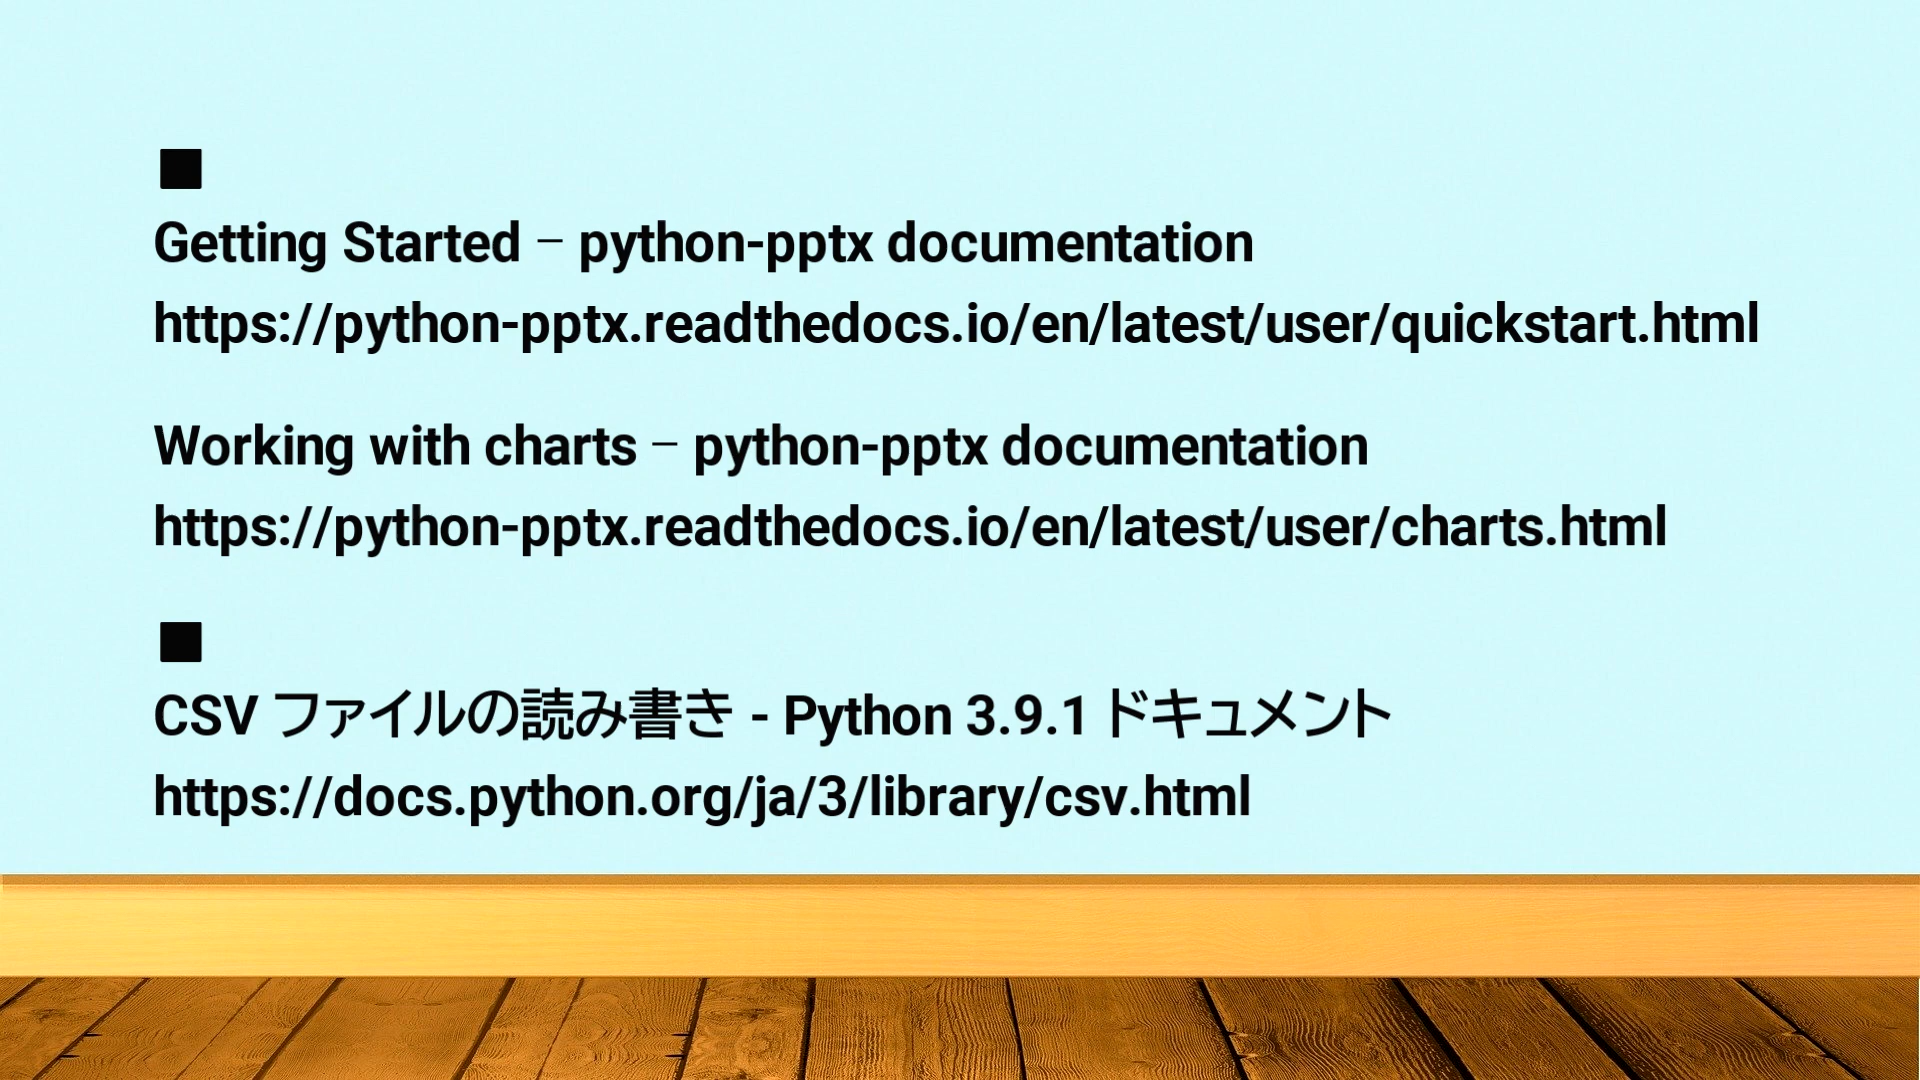 ■
Getting Started – python-pptx documentation
https://python-pptx.readthedocs.io/en/latest/user/quickstart.html
Working with charts – python-pptx documentation
https://python-pptx.readthedocs.io/en/latest/user/charts.html
■
CSV ファイルの読み書き - Python 3.9.1 ドキュメント
https://docs.python.org/ja/3/library/csv.html